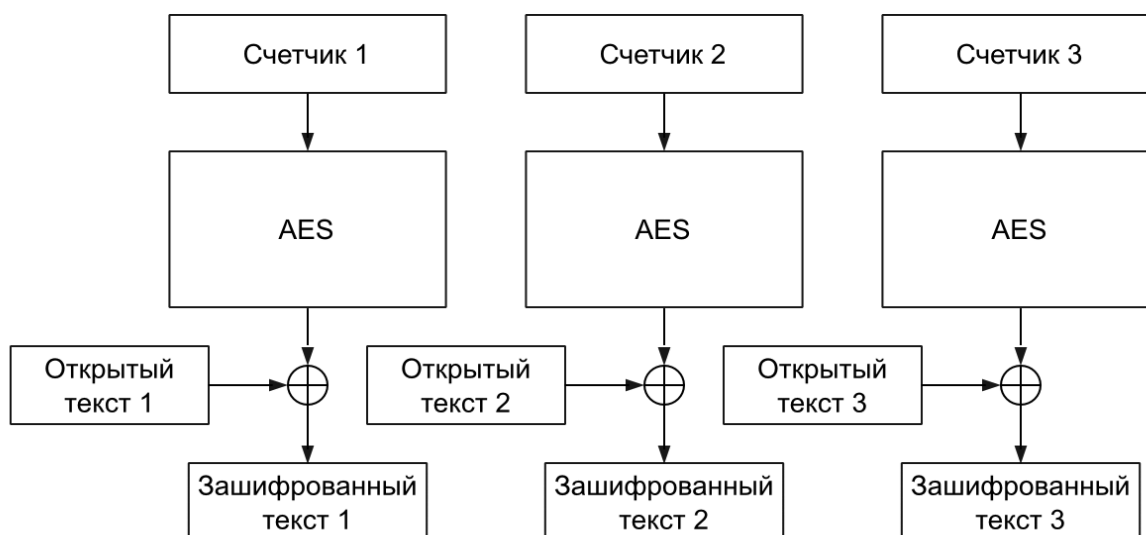 Счетчик 1
Счетчик 2
Счетчик 3
AES
AES
AES
Открытый
текст 1
Открытый
текст 2
Открытый
текст 3
Зашифрованный
текст 1
Зашифрованный
текст 2
Зашифрованный
текст 3